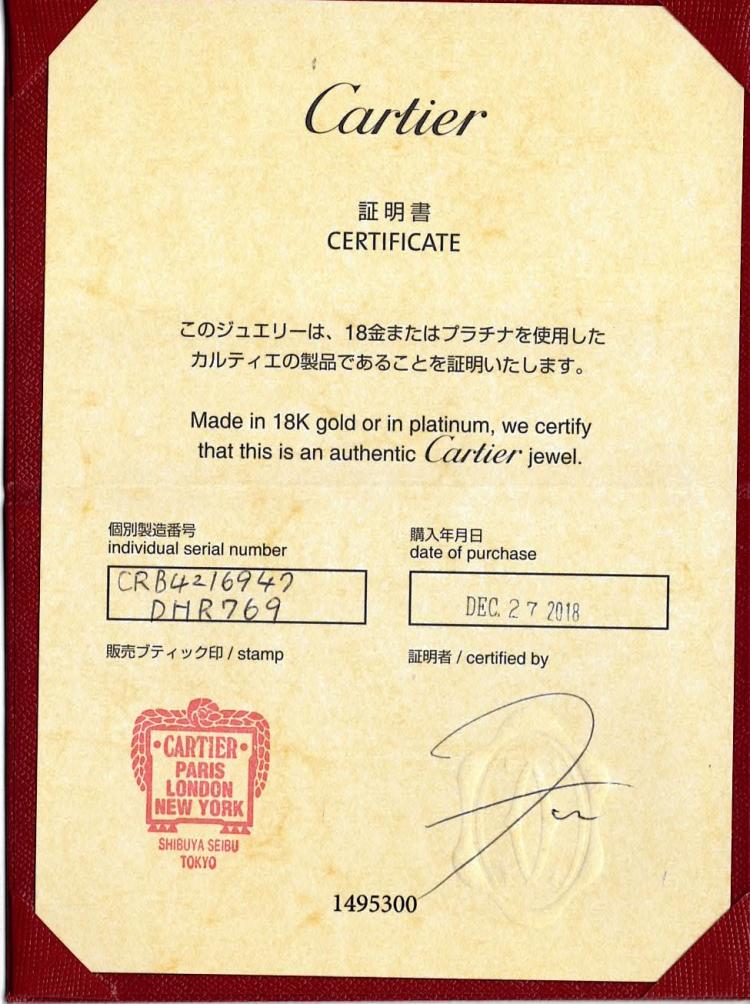 Cartier
証明書
CERTIFICATE
このジュエリーは、18金またはプラチナを使用した
カルティエの製品であることを証明いたします。
Made in 18K gold or in platinum, we certify
that this is an authentic Cartier jewel.
個別製造番号
individual serial number
CRB4216947
DHR769
購入年月日
date of purchase
DEC. 27 2018
販売ブティック印 / stamp
証明者 / certified by
CARTIER
PARIS
LONDON
NEW YORK
SHIBUYA SEIBU
TOKYO
1495300